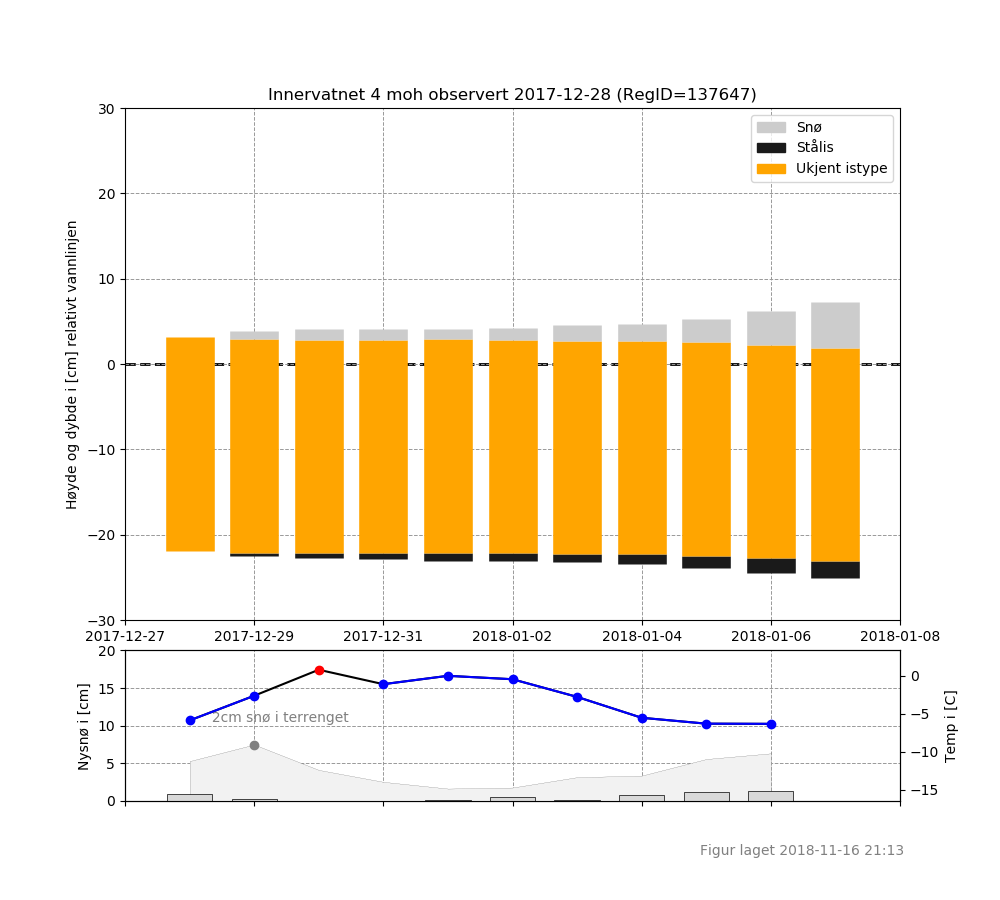 Innervatnet 4 moh observert 2017-12-28 (RegID=137647)
Høyde og dybde i [cm] relativt vannlinjen
30
20
10
0
−10
−20
−30
Snø
Stålis
Ukjent istype
2017-12-27 2017-12-29 2017-12-31 2018-01-02 2018-01-04 2018-01-06 2018-01-08
Nysnø i [cm]
20
15
10
5
0
2cm snø i terrenget
0
−5
−10
−15
Temp i [C]
Figur laget 2018-11-16 21:13